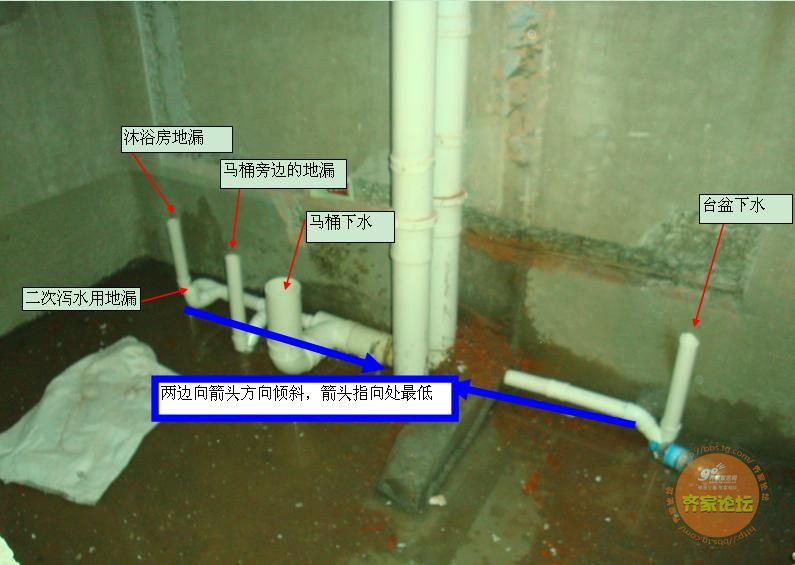 沐浴房地漏
马桶旁边的地漏
马桶下水
台盆下水
二次泻水用地漏
两边向箭头方向倾斜，箭头指向处最低
齐家论坛